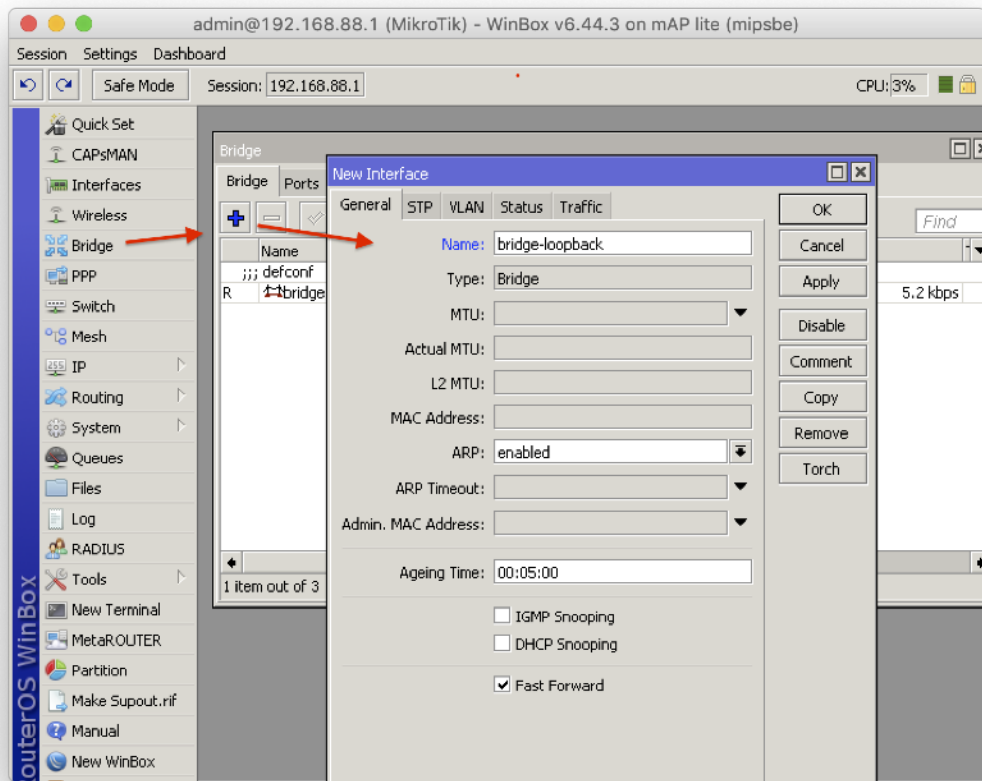 admin@192.168.88.1 (MikroTik) - WinBox v6.44.3 on mAP lite (mipsbe)
Session Settings Dashboard
Safe Mode Session: 192.168.88.1 CPU: 3%
Quick Set
CAPsMAN
Interfaces
Wireless
Bridge
PPP
Switch
Mesh
IP
Routing
System
Queues
Files
Log
RADIUS
Tools
New Terminal
MetaROUTER
Partition
Make Supout.rif
Manual
New WinBox
RouterOS WinBox
Bridge
Bridge Ports
Find
Name
;;; defconf
R bridge 5.2 kbps
1 item out of 3
New Interface
General STP VLAN Status Traffic
Name: bridge-loopback
Type: Bridge
MTU:
Actual MTU:
L2 MTU:
MAC Address:
ARP: enabled
ARP Timeout:
Admin. MAC Address:
Ageing Time: 00:05:00
IGMP Snooping
DHCP Snooping
Fast Forward
OK
Cancel
Apply
Disable
Comment
Copy
Remove
Torch